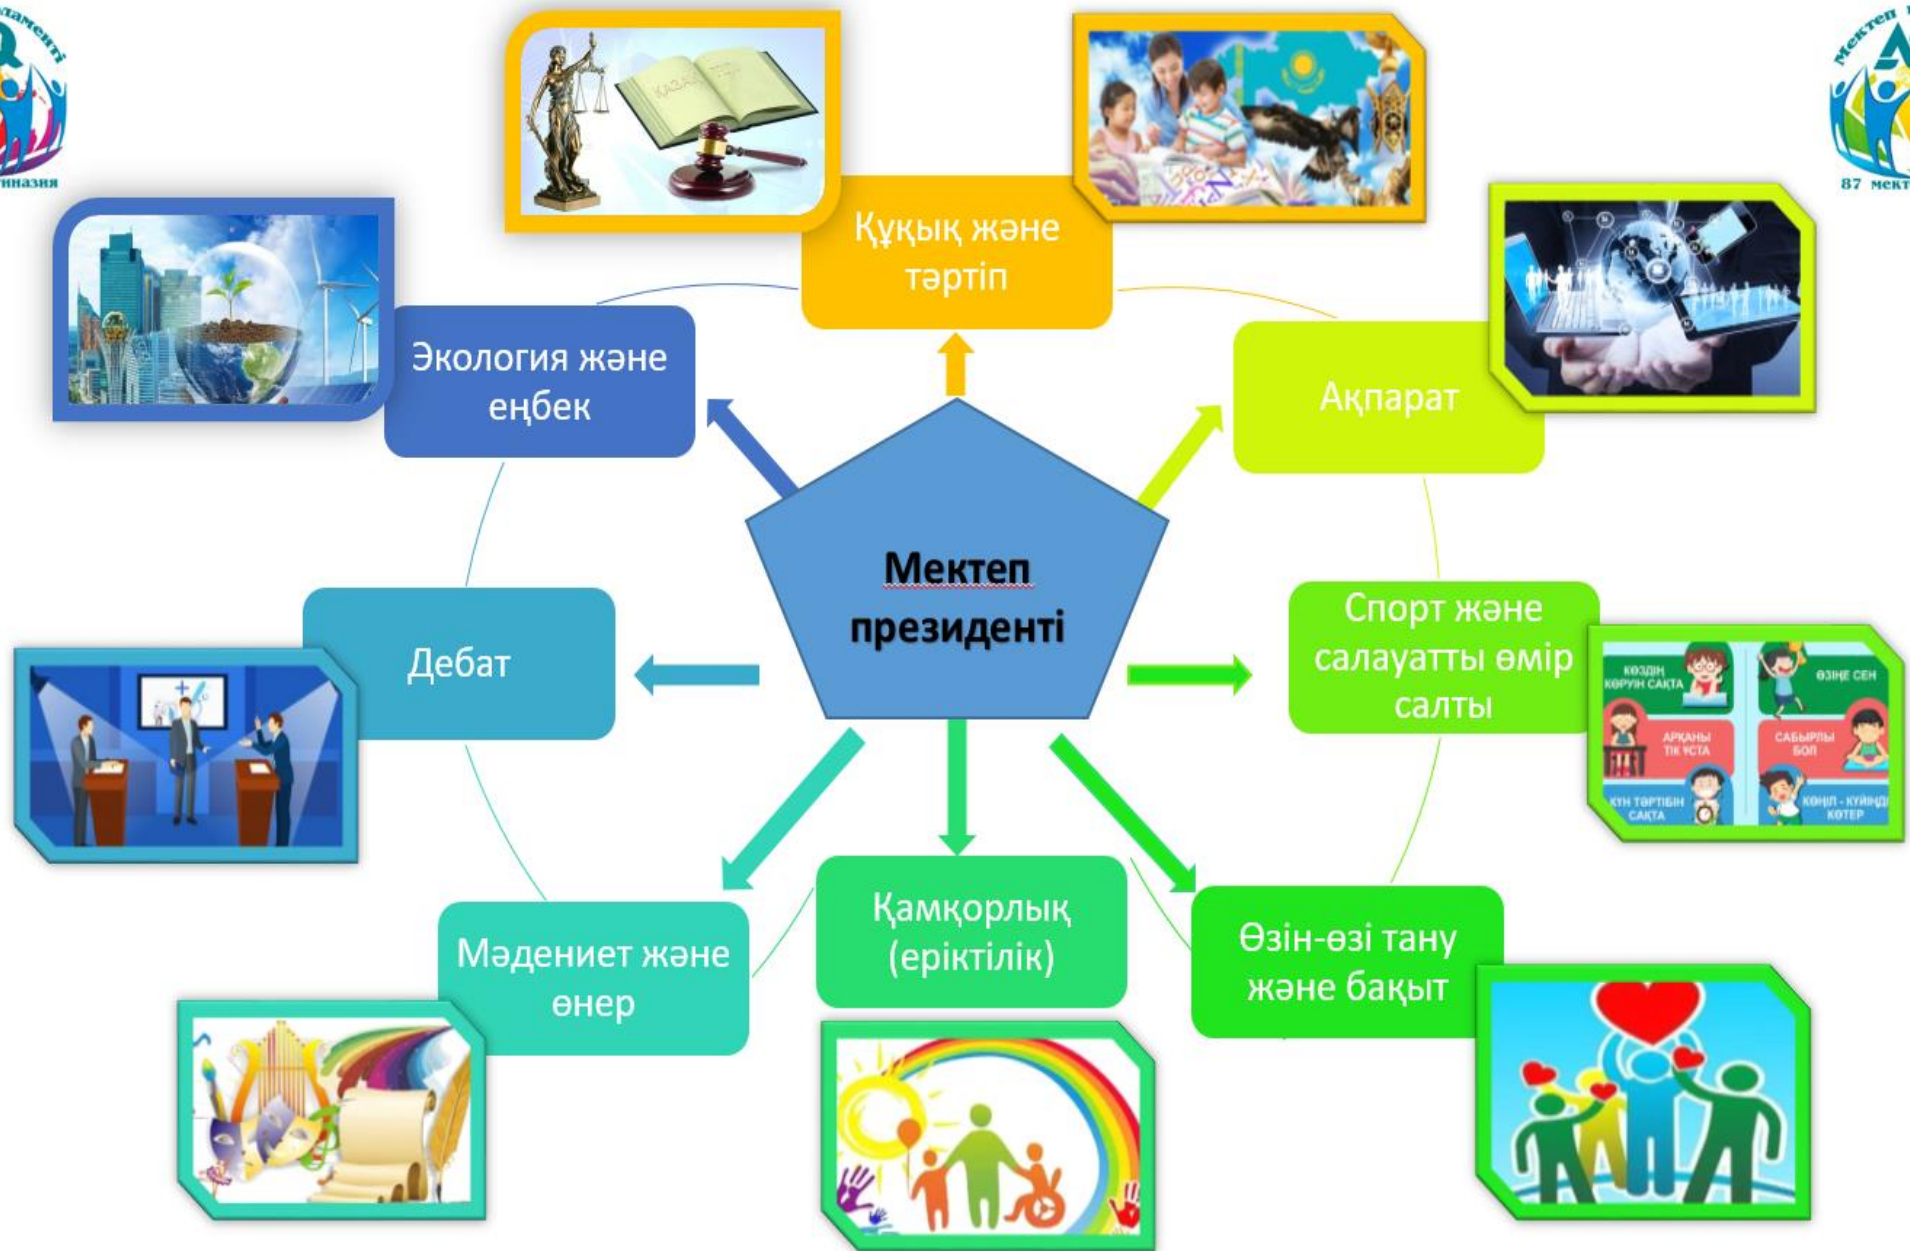 гиназия
87 мект
ҚАЗАҚ
Құқық және
тәртіп
Экология және
еңбек
Ақпарат
Мектеп
президенті
Спорт және
салауатты өмір
салты
КӨЗДІҢ
КӨРУІН САҚТА
ӨЗІҢЕ СЕН
АРҚАНЫ
ТІК ҰСТА
САБЫРЛЫ
БОЛ
КҮН ТӘРТІБІН
САҚТА
КӨҢІЛ - КҮЙІҢДІ
КӨТЕР
Дебат
Мәдениет және
өнер
Қамқорлық
(еріктілік)
Өзін-өзі тану
және бақыт